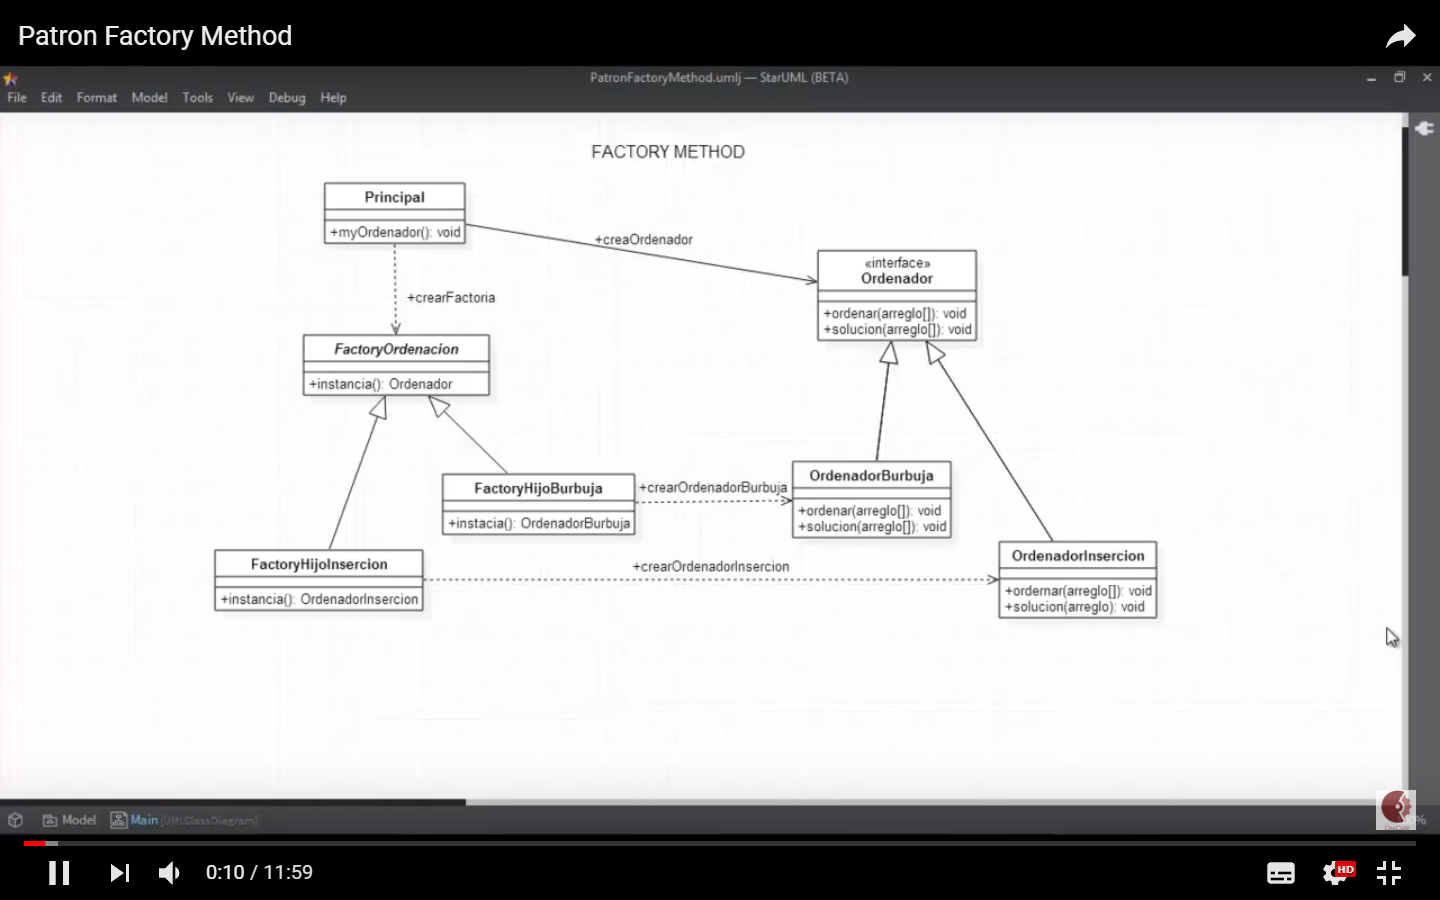 Patron Factory Method
PatronFactoryMethod.umlj — StarUML (BETA)
File Edit Format Model Tools View Debug Help
FACTORY METHOD
Principal
+myOrdenador(): void
+creaOrdenador
«interface»
Ordenador
+ordenar(arreglo[]): void
+solucion(arreglo[]): void
+crearFactoria
FactoryOrdenacion
+instancia(): Ordenador
FactoryHijoBurbuja
+instacia(): OrdenadorBurbuja
+crearOrdenadorBurbuja
OrdenadorBurbuja
+ordenar(arreglo[]): void
+solucion(arreglo[]): void
FactoryHijoInsercion
+instancia(): OrdenadorInsercion
+crearOrdenadorInsercion
OrdenadorInsercion
+ordernar(arreglo[]): void
+solucion(arreglo): void
Model Main (UMLClassDiagram)
0:10 / 11:59
HD